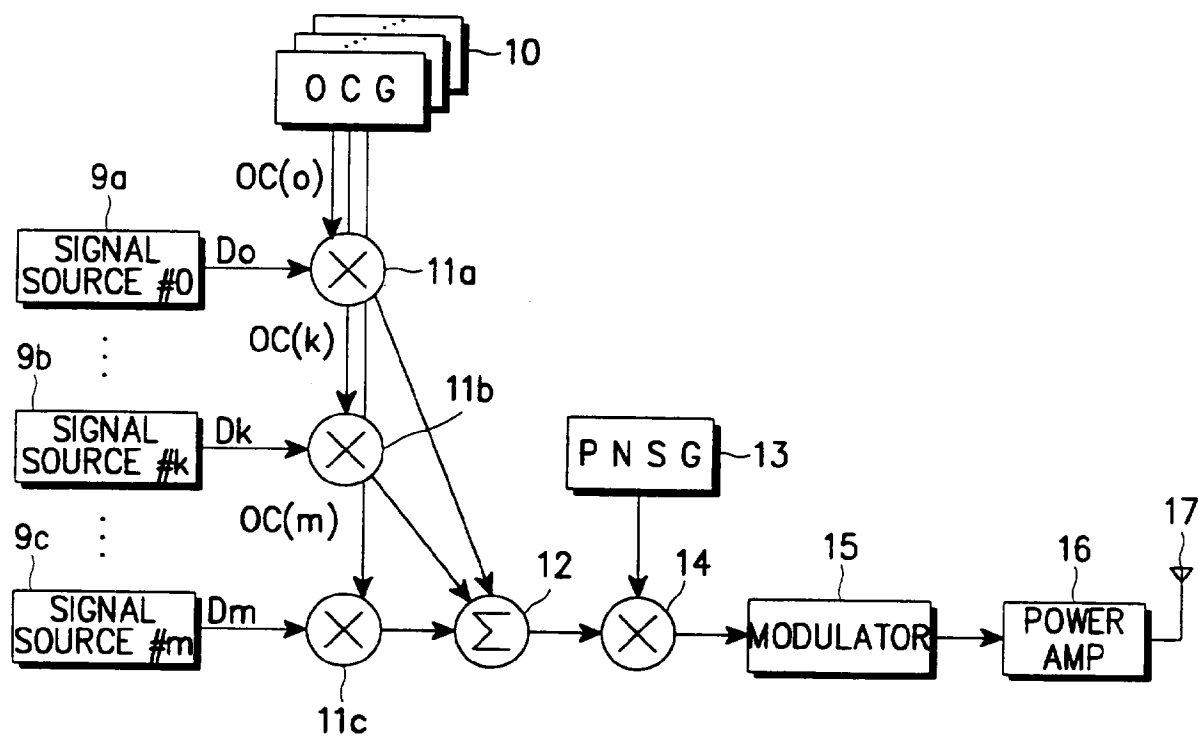 10
O C G
OC(o)
9a
SIGNAL
SOURCE #0
Do
11a
OC(k)
9b
SIGNAL
SOURCE #k
Dk
11b
P N S G
13
OC(m)
9c
SIGNAL
SOURCE #m
Dm
11c
12
Σ
14
15
MODULATOR
16
POWER
AMP
17